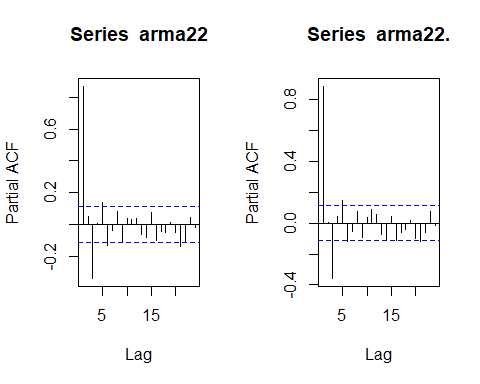 Series arma22
Partial ACF
0.6
0.2
-0.2
5
15
Lag
Series arma22.
Partial ACF
0.8
0.4
0.0
-0.4
5
15
Lag